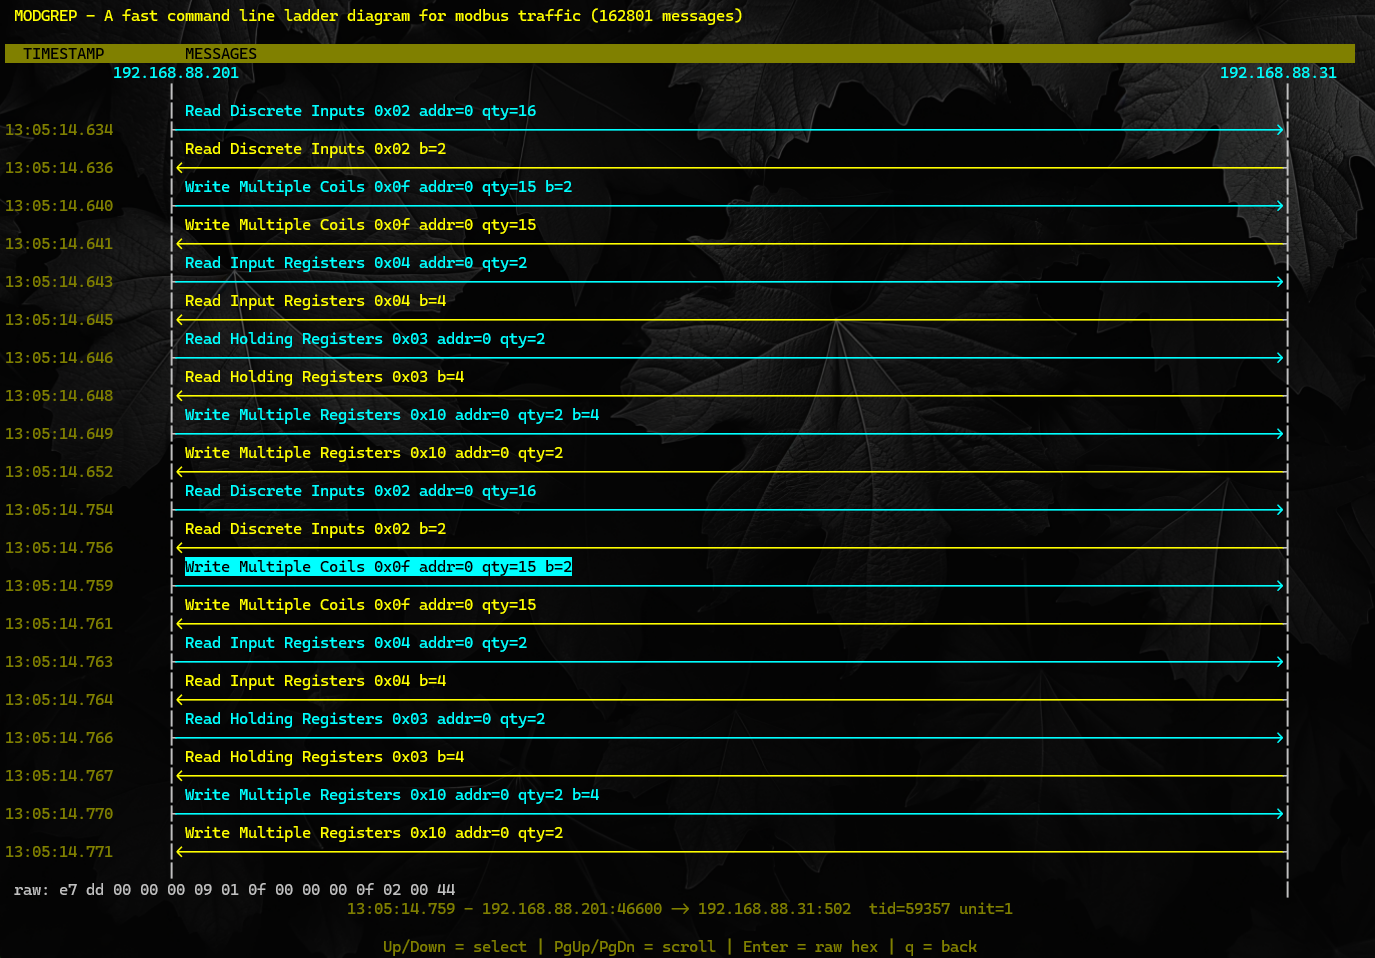 MODGREP - A fast command line ladder diagram for modbus traffic (162801 messages)
TIMESTAMP MESSAGES
192.168.88.201 192.168.88.31
Read Discrete Inputs 0x02 addr=0 qty=16
13:05:14.634
Read Discrete Inputs 0x02 b=2
13:05:14.636
Write Multiple Coils 0x0f addr=0 qty=15 b=2
13:05:14.640
Write Multiple Coils 0x0f addr=0 qty=15
13:05:14.641
Read Input Registers 0x04 addr=0 qty=2
13:05:14.643
Read Input Registers 0x04 b=4
13:05:14.645
Read Holding Registers 0x03 addr=0 qty=2
13:05:14.646
Read Holding Registers 0x03 b=4
13:05:14.648
Write Multiple Registers 0x10 addr=0 qty=2 b=4
13:05:14.649
Write Multiple Registers 0x10 addr=0 qty=2
13:05:14.652
Read Discrete Inputs 0x02 addr=0 qty=16
13:05:14.754
Read Discrete Inputs 0x02 b=2
13:05:14.756
Write Multiple Coils 0x0f addr=0 qty=15 b=2
13:05:14.759
Write Multiple Coils 0x0f addr=0 qty=15
13:05:14.761
Read Input Registers 0x04 addr=0 qty=2
13:05:14.763
Read Input Registers 0x04 b=4
13:05:14.764
Read Holding Registers 0x03 addr=0 qty=2
13:05:14.766
Read Holding Registers 0x03 b=4
13:05:14.767
Write Multiple Registers 0x10 addr=0 qty=2 b=4
13:05:14.770
Write Multiple Registers 0x10 addr=0 qty=2
13:05:14.771
raw: e7 dd 00 00 00 09 01 0f 00 00 00 0f 02 00 44
13:05:14.759 - 192.168.88.201:46600 -> 192.168.88.31:502 tid=59357 unit=1
Up/Down = select | PgUp/PgDn = scroll | Enter = raw hex | q = back